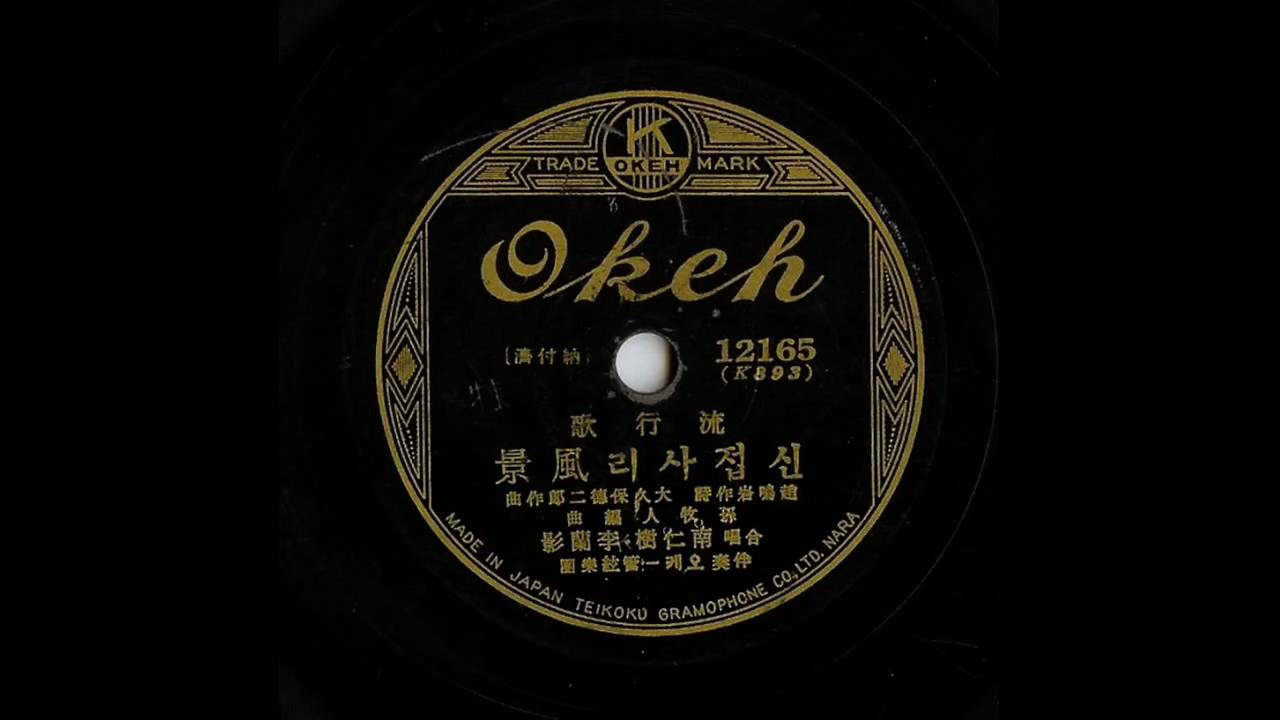 K
TRADE OKEH MARK
Okeh
[納付濟]
12165
(K893)
流行歌
신접사리風景
趙鳴岩作詩 大久保德二郎作曲
孫牧人編曲
合唱 南仁樹 李蘭影
伴奏 오케ー管絃樂團
MADE IN JAPAN TEIKOKU GRAMOPHONE CO., LTD. NARA